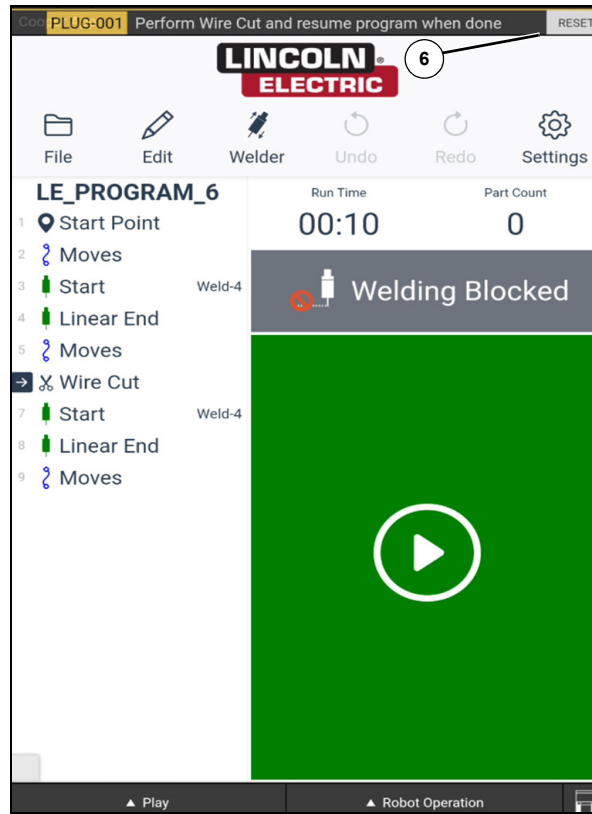 Coo PLUG-001 Perform Wire Cut and resume program when done RESET
LINCOLN ®
ELECTRIC
6
File Edit Welder Undo Redo Settings
LE_PROGRAM_6
Run Time Part Count
00:10 0
1 Start Point
2 Moves
3 Start Weld-4
4 Linear End
5 Moves
Wire Cut
7 Start Weld-4
8 Linear End
9 Moves
Welding Blocked
Play Robot Operation